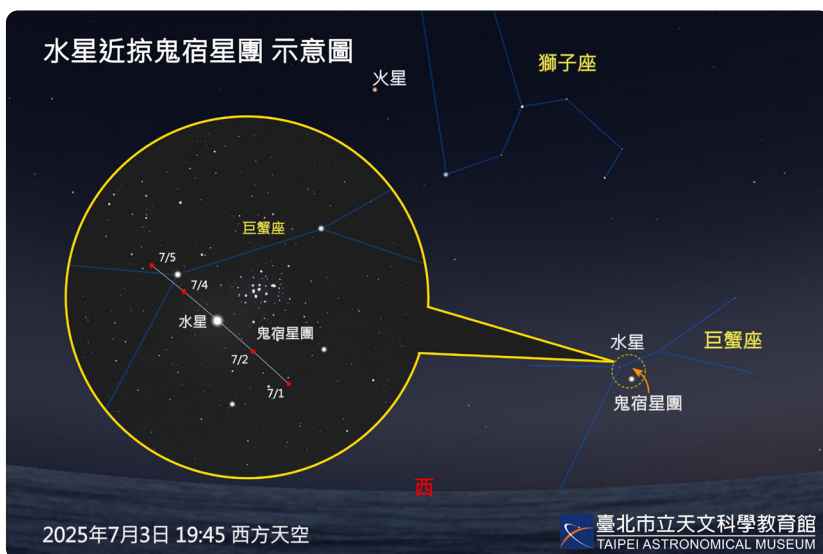 水星近掠鬼宿星團 示意圖
火星
獅子座
巨蟹座
7/5
7/4
水星
鬼宿星團
7/2
7/1
水星
巨蟹座
鬼宿星團
西
2025年7月3日 19:45 西方天空
臺北市立天文科學教育館
TAIPEI ASTRONOMICAL MUSEUM